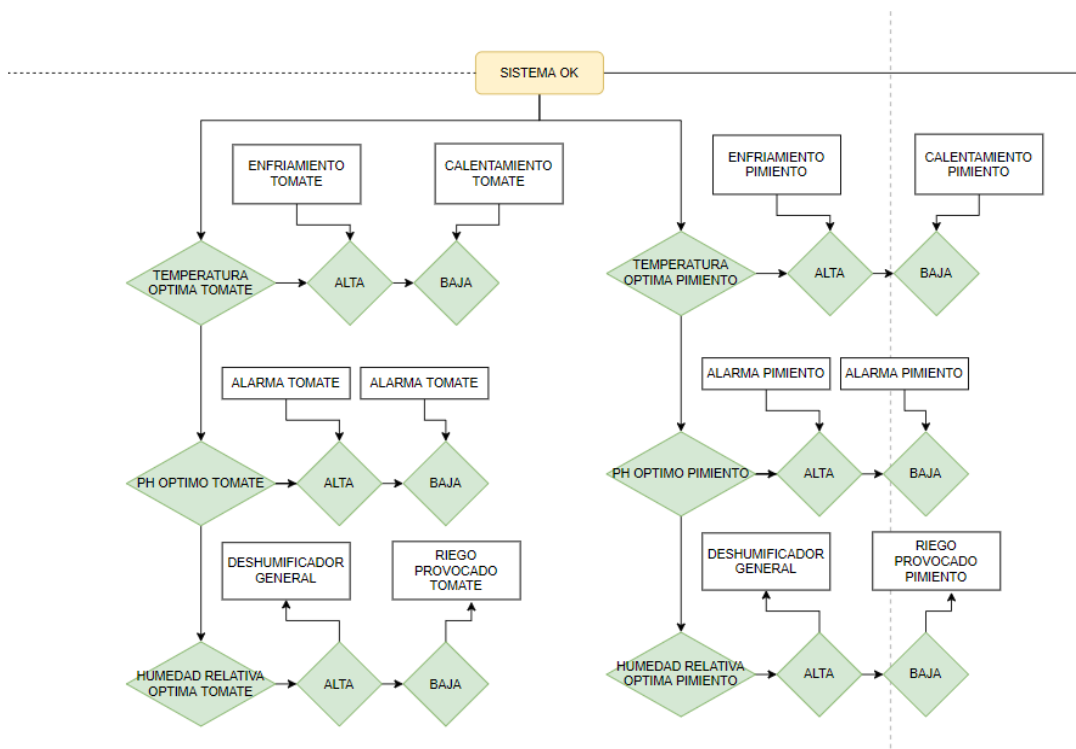 SISTEMA OK
ENFRIAMIENTO
TOMATE
CALENTAMIENTO
TOMATE
ENFRIAMIENTO
PIMIENTO
CALENTAMIENTO
PIMIENTO
TEMPERATURA
OPTIMA TOMATE
ALTA
BAJA
TEMPERATURA
OPTIMA PIMIENTO
ALTA
BAJA
ALARMA TOMATE
ALARMA TOMATE
ALARMA PIMIENTO
ALARMA PIMIENTO
PH OPTIMO TOMATE
ALTA
BAJA
PH OPTIMO PIMIENTO
ALTA
BAJA
DESHUMIFICADOR
GENERAL
RIEGO
PROVOCADO
TOMATE
DESHUMIFICADOR
GENERAL
RIEGO
PROVOCADO
PIMIENTO
HUMEDAD RELATIVA
OPTIMA TOMATE
ALTA
BAJA
HUMEDAD RELATIVA
OPTIMA PIMIENTO
ALTA
BAJA